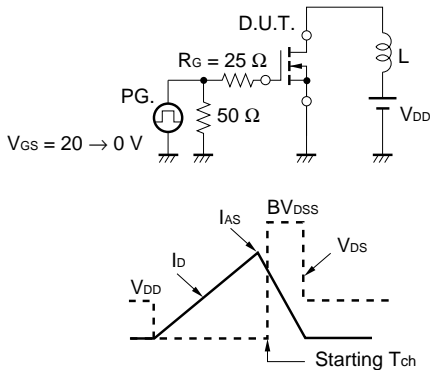 D.U.T.
RG = 25 Ω
L
PG.
50 Ω
VDD
VGS = 20 → 0 V
BVDSS
IAS
VDS
ID
VDD
Starting Tch